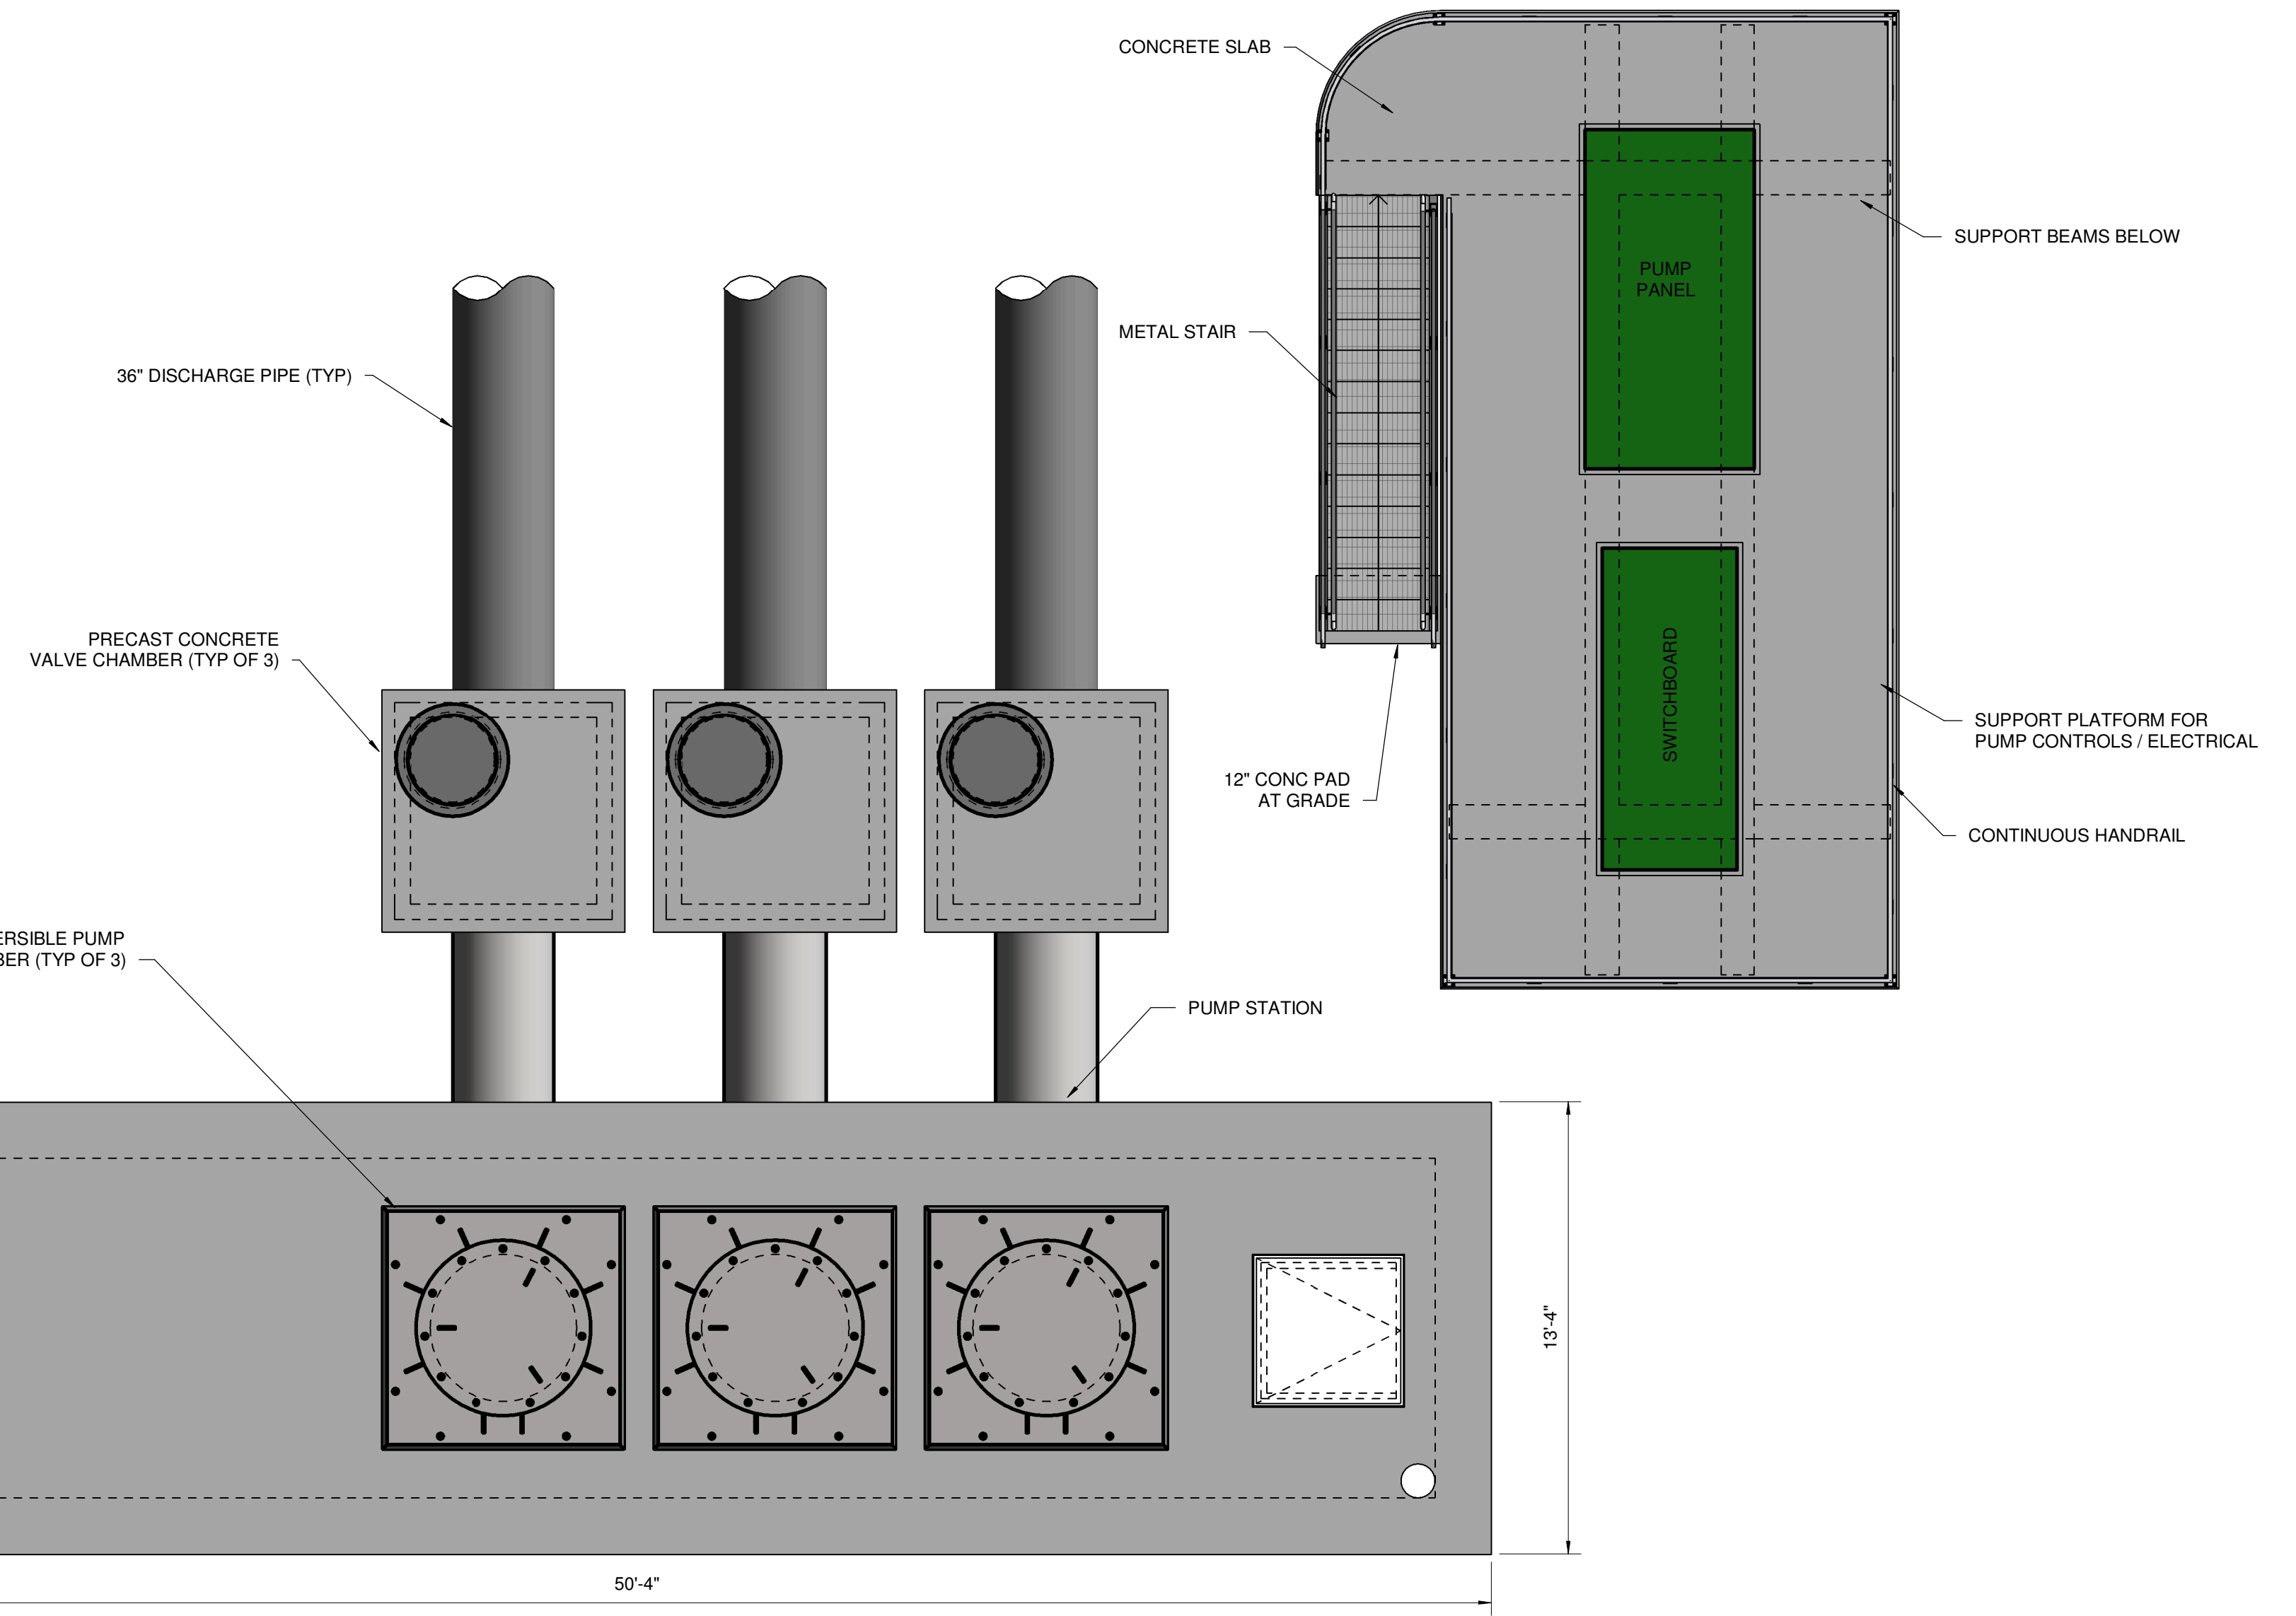 CONCRETE SLAB
SUPPORT BEAMS BELOW
PUMP
PANEL
METAL STAIR
36" DISCHARGE PIPE (TYP)
PRECAST CONCRETE
VALVE CHAMBER (TYP OF 3)
SWITCHBOARD
SUPPORT PLATFORM FOR
PUMP CONTROLS / ELECTRICAL
12" CONC PAD
AT GRADE
CONTINUOUS HANDRAIL
ERSIBLE PUMP
BER (TYP OF 3)
PUMP STATION
13'-4"
50'-4"